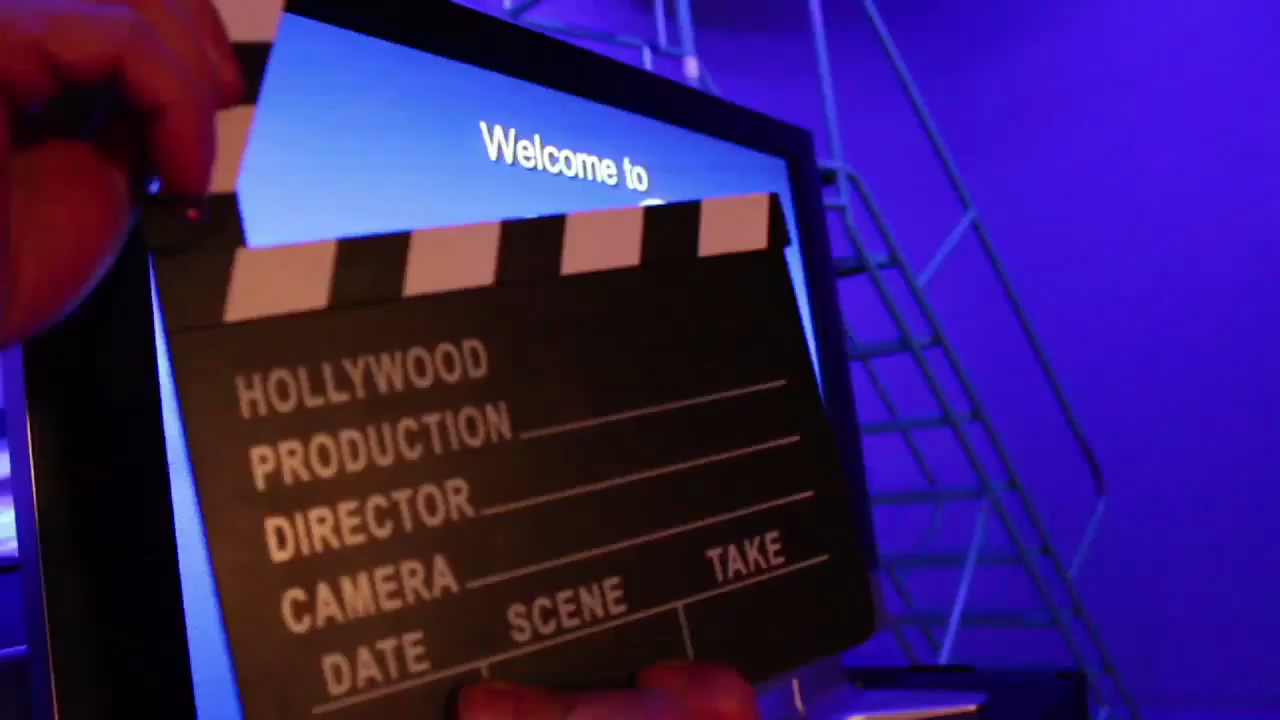 Welcome to
HOLLYWOOD
PRODUCTION
DIRECTOR
CAMERA
DATE SCENE TAKE